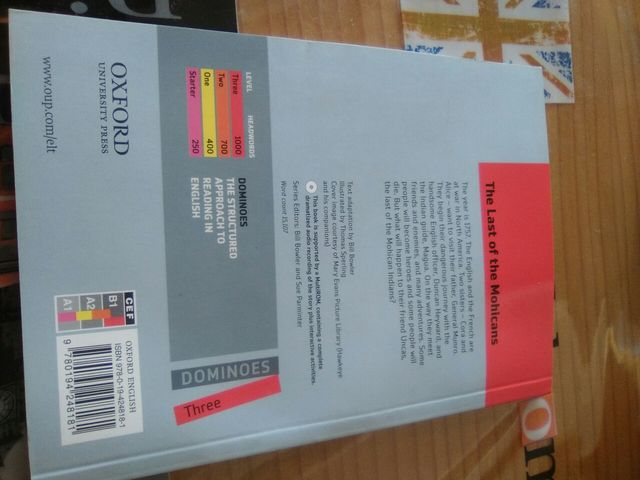 The Last of the Mohicans
The year is 1757. The English and the French are
at war in North America. Two sisters – Cora and
Alice – want to visit their father, General Munro.
They begin their dangerous journey with the
handsome English officer, Duncan Heyward, and
the Indian guide, Magua. On the way they meet
friends and enemies, and many adventures. Some
people will become heroes and some people will
die. But what will happen to their friend Uncas,
the last of the Mohican Indians?
Text adaptation by Bill Bowler
Illustrated by Thomas Sperling
Cover image courtesy of Mary Evans Picture Library (Hawkeye
and his companions)
This book is supported by a MultiROM, containing a complete
dramatized audio recording of the story plus interactive activities.
Series Editors: Bill Bowler and Sue Parminter
Word count 15,107
LEVEL HEADWORDS
Three 1000
Two 700
One 400
Starter 250
DOMINOES
THE STRUCTURED
APPROACH TO
READING IN
ENGLISH
DOMINOES
Three
OXFORD
UNIVERSITY PRESS
www.oup.com/elt
CEF
B1
A2
A1
OXFORD ENGLISH
ISBN 978-0-19-424818-1
9 780194 248181